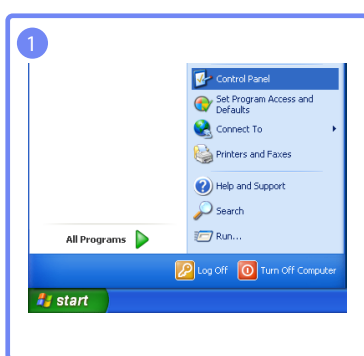 1
Control Panel
Set Program Access and
Defaults
Connect To
Printers and Faxes
Help and Support
Search
Run...
All Programs
Log Off
Turn Off Computer
start